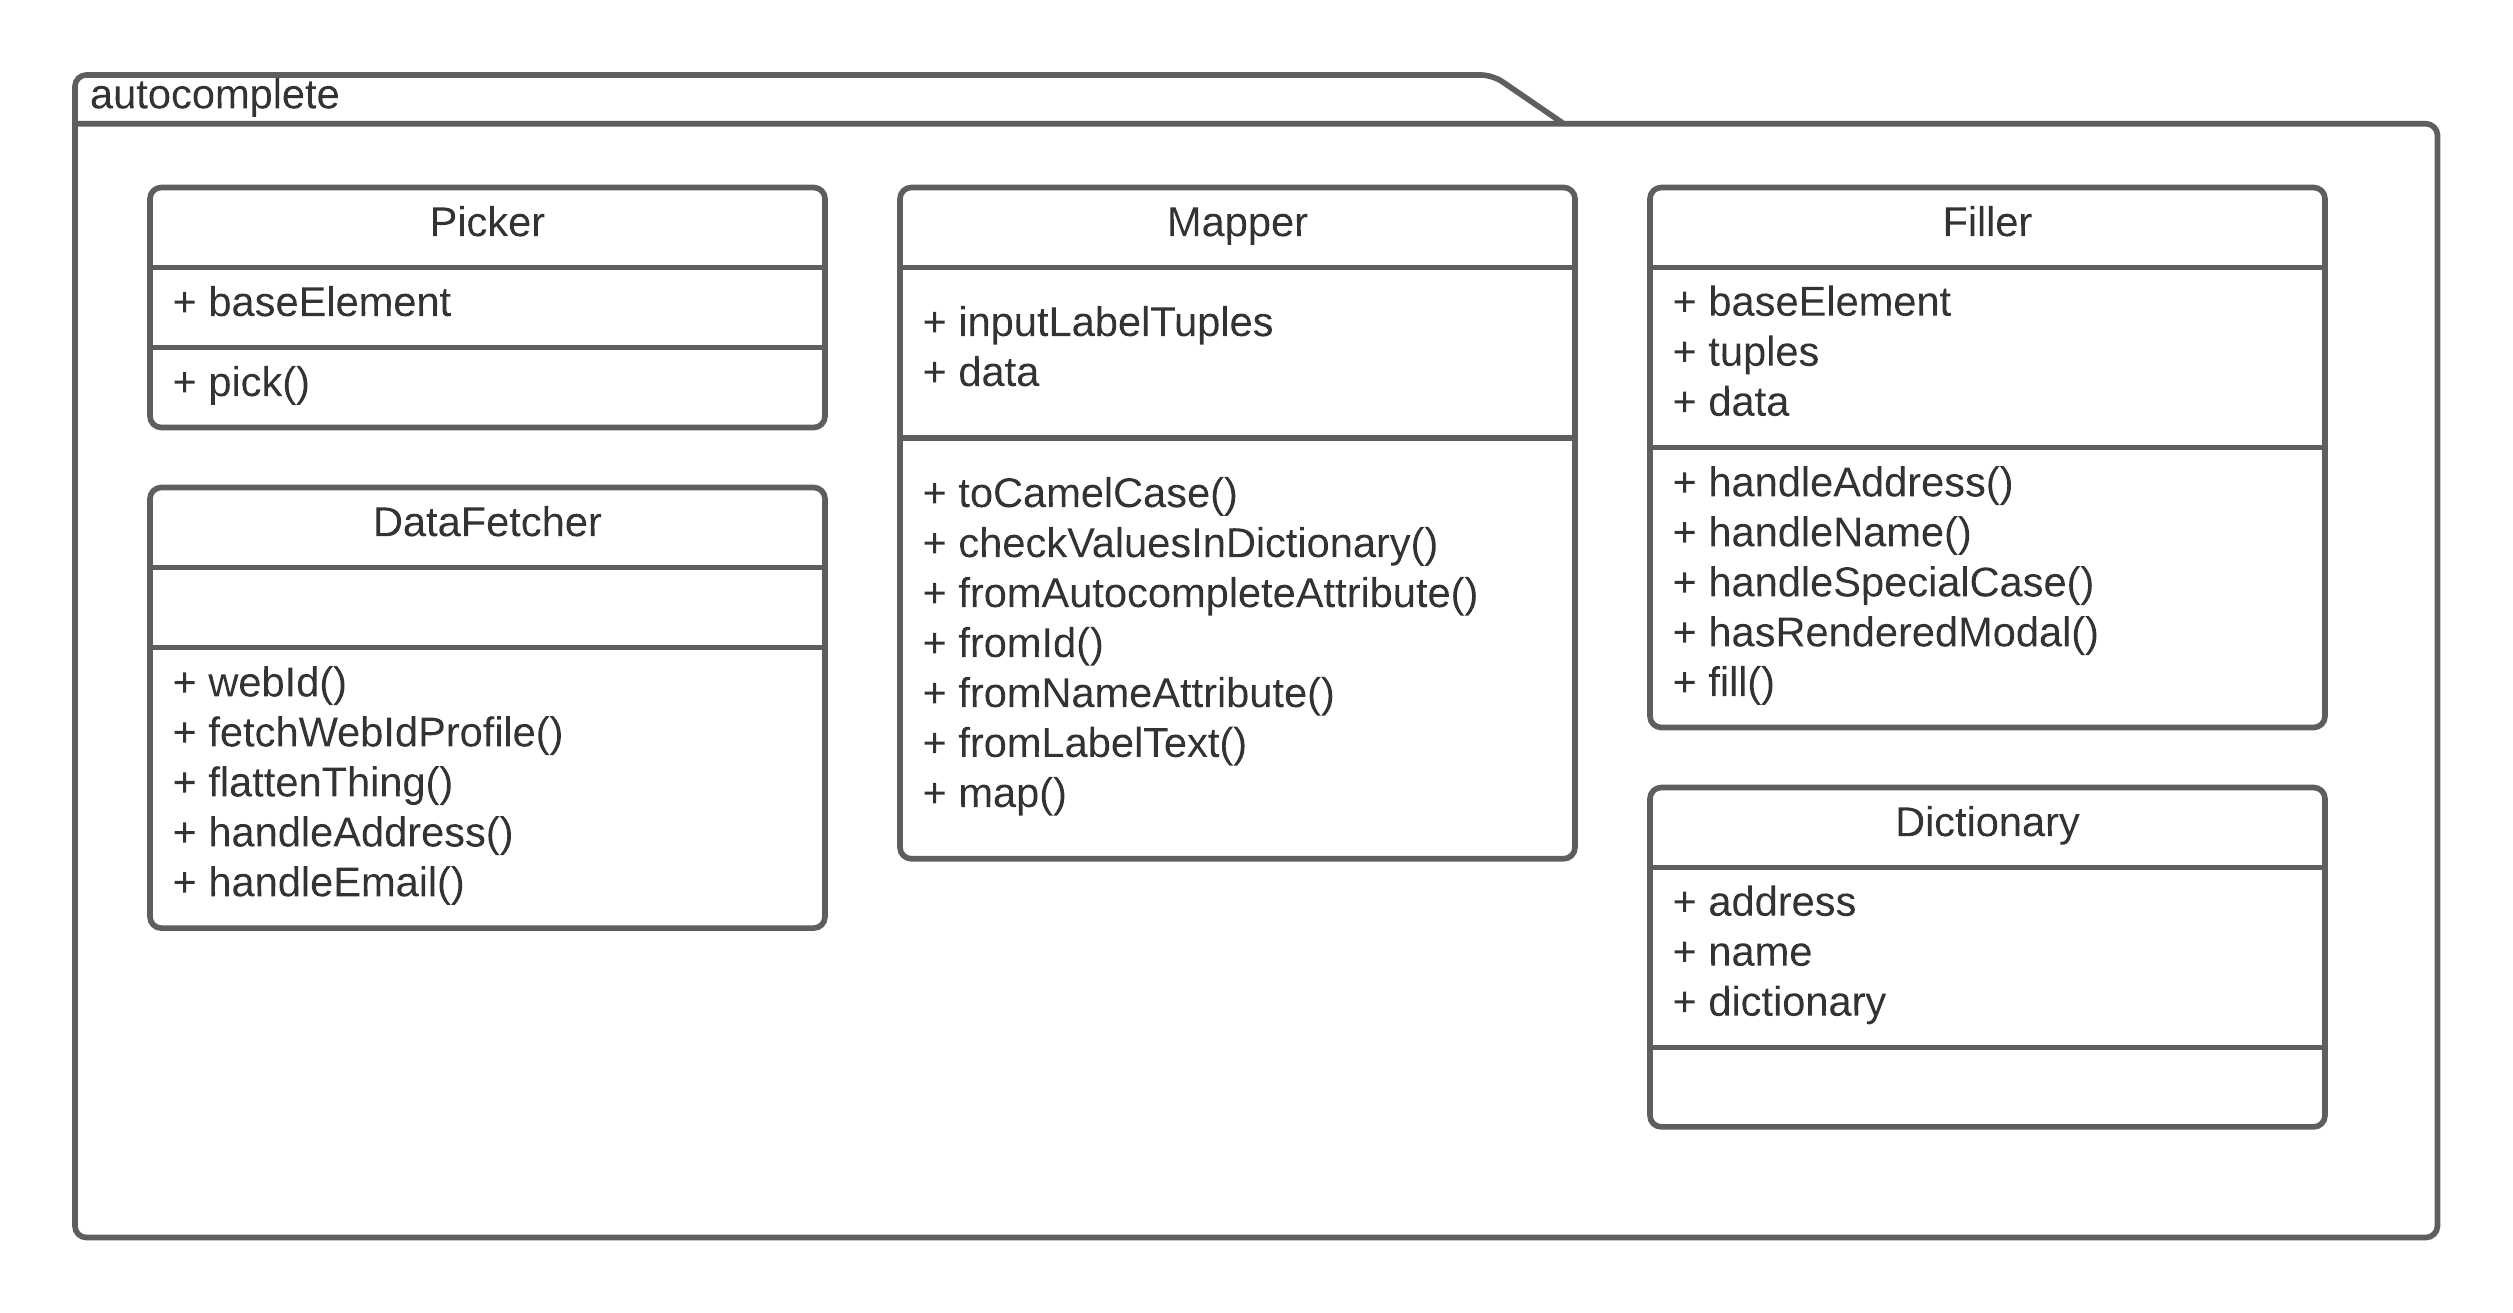 autocomplete
Picker
+ baseElement
+ pick()
DataFetcher
+ webId()
+ fetchWebIdProfile()
+ flattenThing()
+ handleAddress()
+ handleEmail()
Mapper
+ inputLabelTuples
+ data
+ toCamelCase()
+ checkValuesInDictionary()
+ fromAutocompleteAttribute()
+ fromId()
+ fromNameAttribute()
+ fromLabelText()
+ map()
Filler
+ baseElement
+ tuples
+ data
+ handleAddress()
+ handleName()
+ handleSpecialCase()
+ hasRenderedModal()
+ fill()
Dictionary
+ address
+ name
+ dictionary